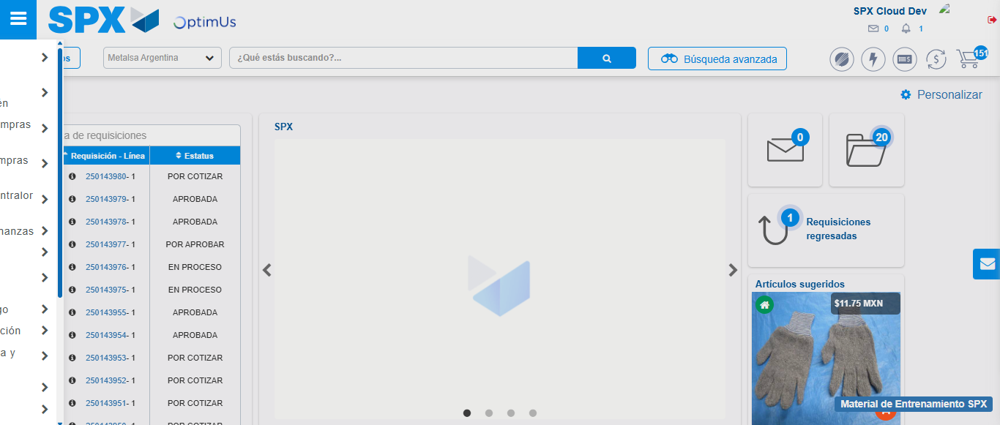 SPX
OptimUs
SPX Cloud Dev
0
1
os
Metalsa Argentina
¿Qué estás buscando?...
Búsqueda avanzada
$
$
151
Personalizar
én
mpras
mpras
ntralor
nanzas
go
ción
a y
a de requisiciones
Requisición - Línea
Estatus
250143980- 1 POR COTIZAR
250143979- 1 APROBADA
250143978- 1 APROBADA
250143977- 1 POR APROBAR
250143976- 1 EN PROCESO
250143975- 1 EN PROCESO
250143955- 1 APROBADA
250143954- 1 APROBADA
250143953- 1 POR COTIZAR
250143952- 1 POR COTIZAR
250143951- 1 POR COTIZAR
SPX
0
20
1
Requisiciones
regresadas
Artículos sugeridos
$11.75 MXN
Material de Entrenamiento SPX